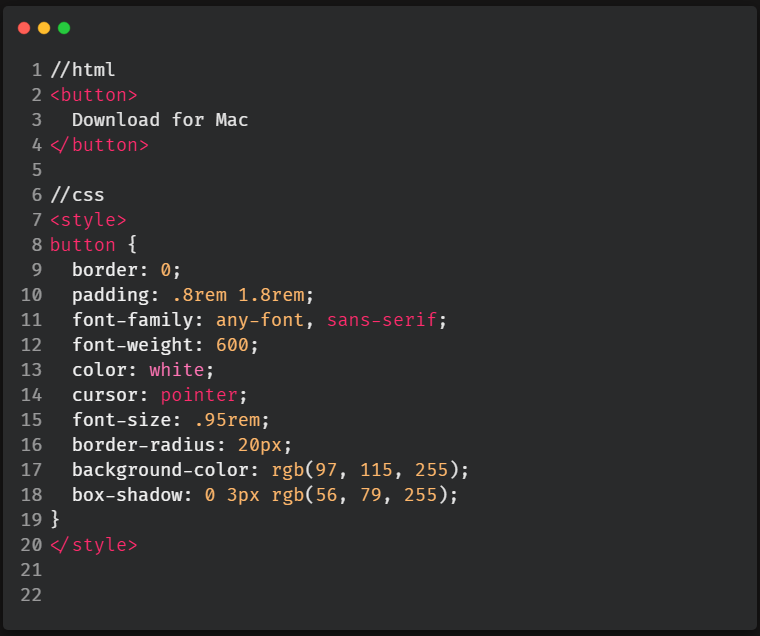 1 //html
2 <button>
3   Download for Mac
4 </button>
5
6 //css
7 <style>
8 button {
9   border: 0;
10   padding: .8rem 1.8rem;
11   font-family: any-font, sans-serif;
12   font-weight: 600;
13   color: white;
14   cursor: pointer;
15   font-size: .95rem;
16   border-radius: 20px;
17   background-color: rgb(97, 115, 255);
18   box-shadow: 0 3px rgb(56, 79, 255);
19 }
20 </style>
21
22